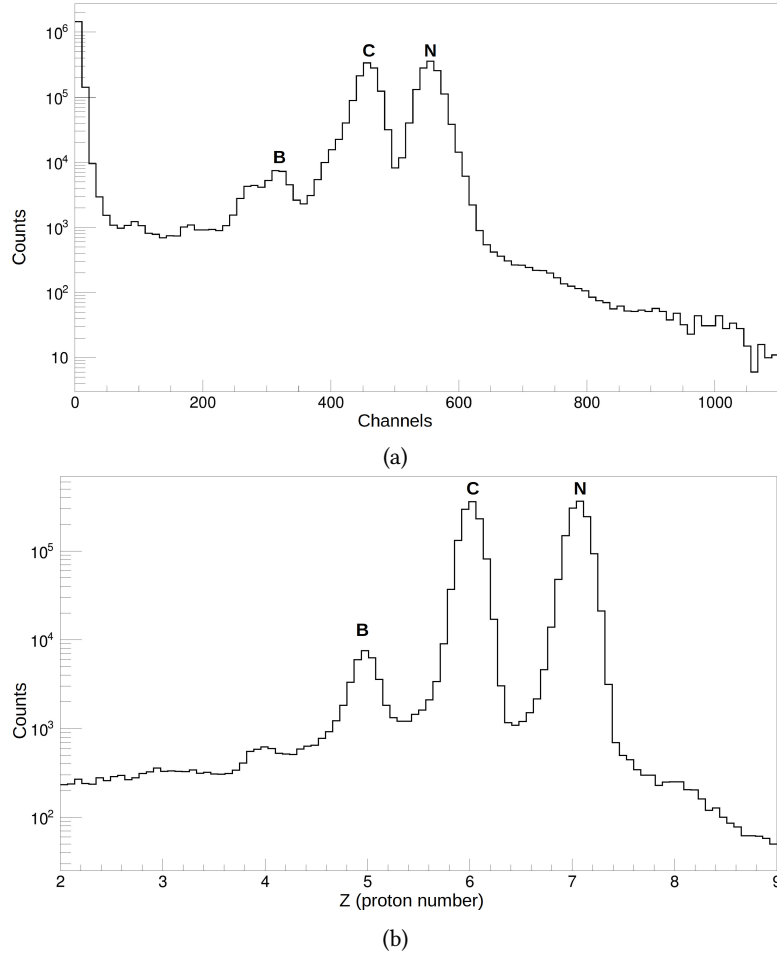 10^6
10^5
10^4
10^3
10^2
10
Counts
B
C
N
0 200 400 600 800 1000
Channels
(a)
10^5
10^4
10^3
10^2
Counts
B
C
N
2 3 4 5 6 7 8 9
Z (proton number)
(b)